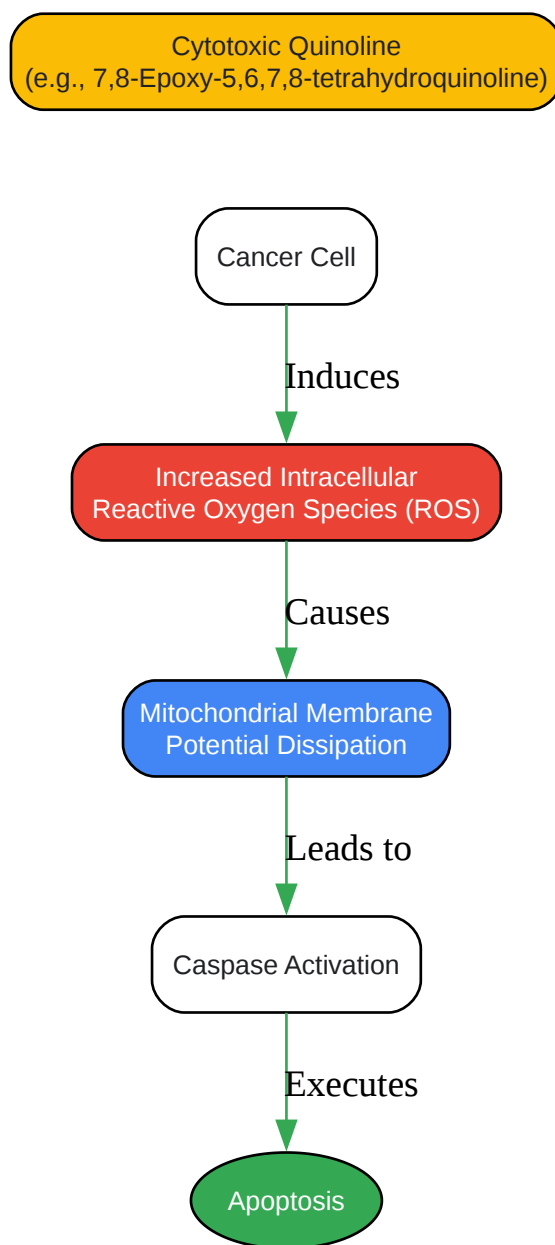 Cytotoxic Quinoline
(e.g., 7,8-Epoxy-5,6,7,8-tetrahydroquinoline)
Cancer Cell
Induces
Increased Intracellular
Reactive Oxygen Species (ROS)
Causes
Mitochondrial Membrane
Potential Dissipation
Leads to
Caspase Activation
Executes
Apoptosis